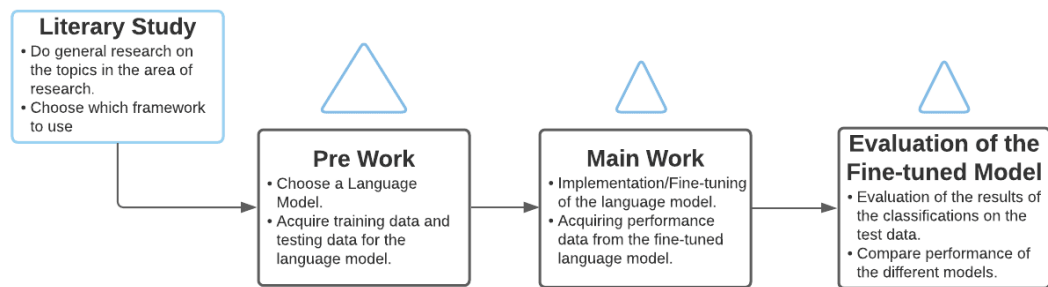 Literary Study
• Do general research on
the topics in the area of
research.
• Choose which framework
to use
Pre Work
• Choose a Language
Model.
• Acquire training data and
testing data for the
language model.
Main Work
• Implementation/Fine-tuning
of the language model.
• Acquiring performance
data from the fine-tuned
language model.
Evaluation of the
Fine-tuned Model
• Evaluation of the results of
the classifications on the
test data.
• Compare performance of
the different models.